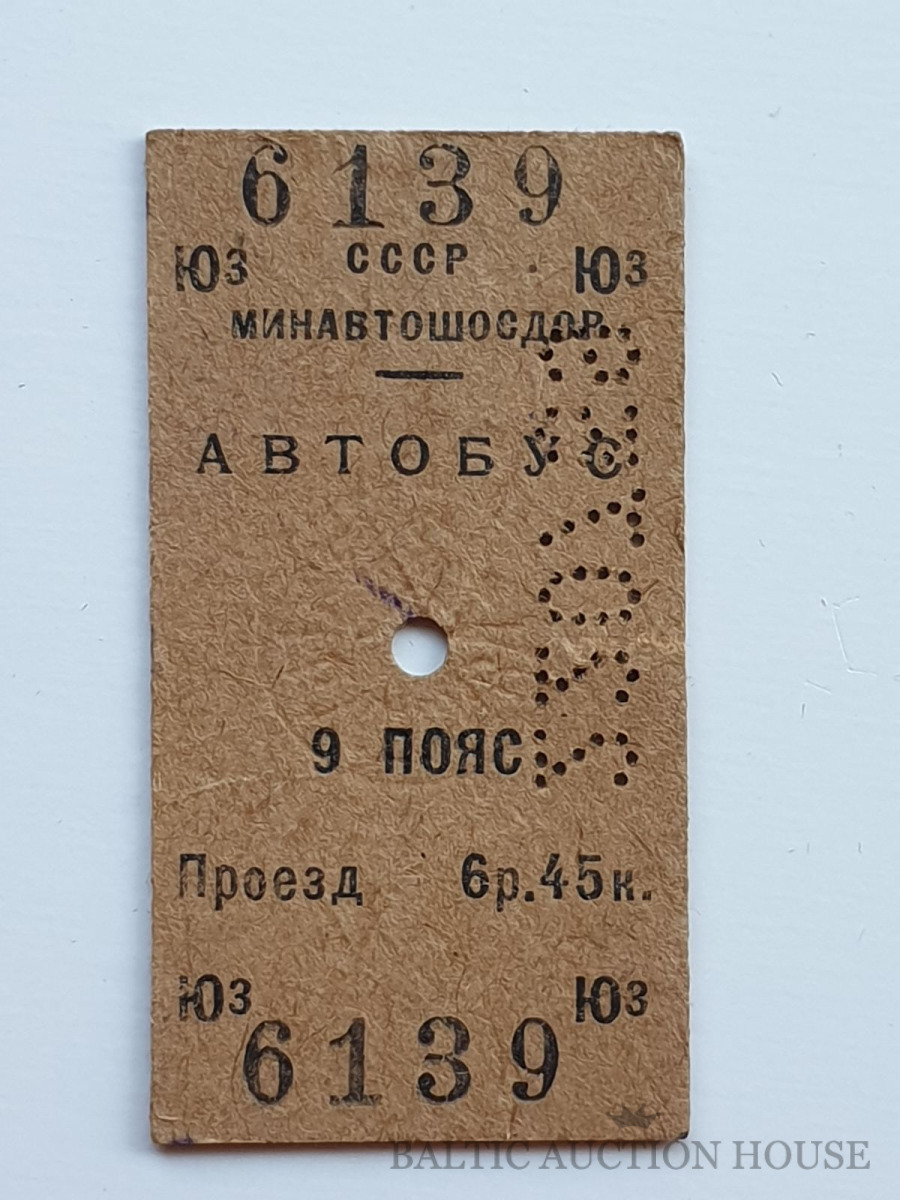 6139
Юз СССР Юз
МИНАВТОШОСДОР
АВТОБУС
9 ПОЯС
Проезд 6р.45к.
Юз Юз
6139
BALTIC AUCTION HOUSE